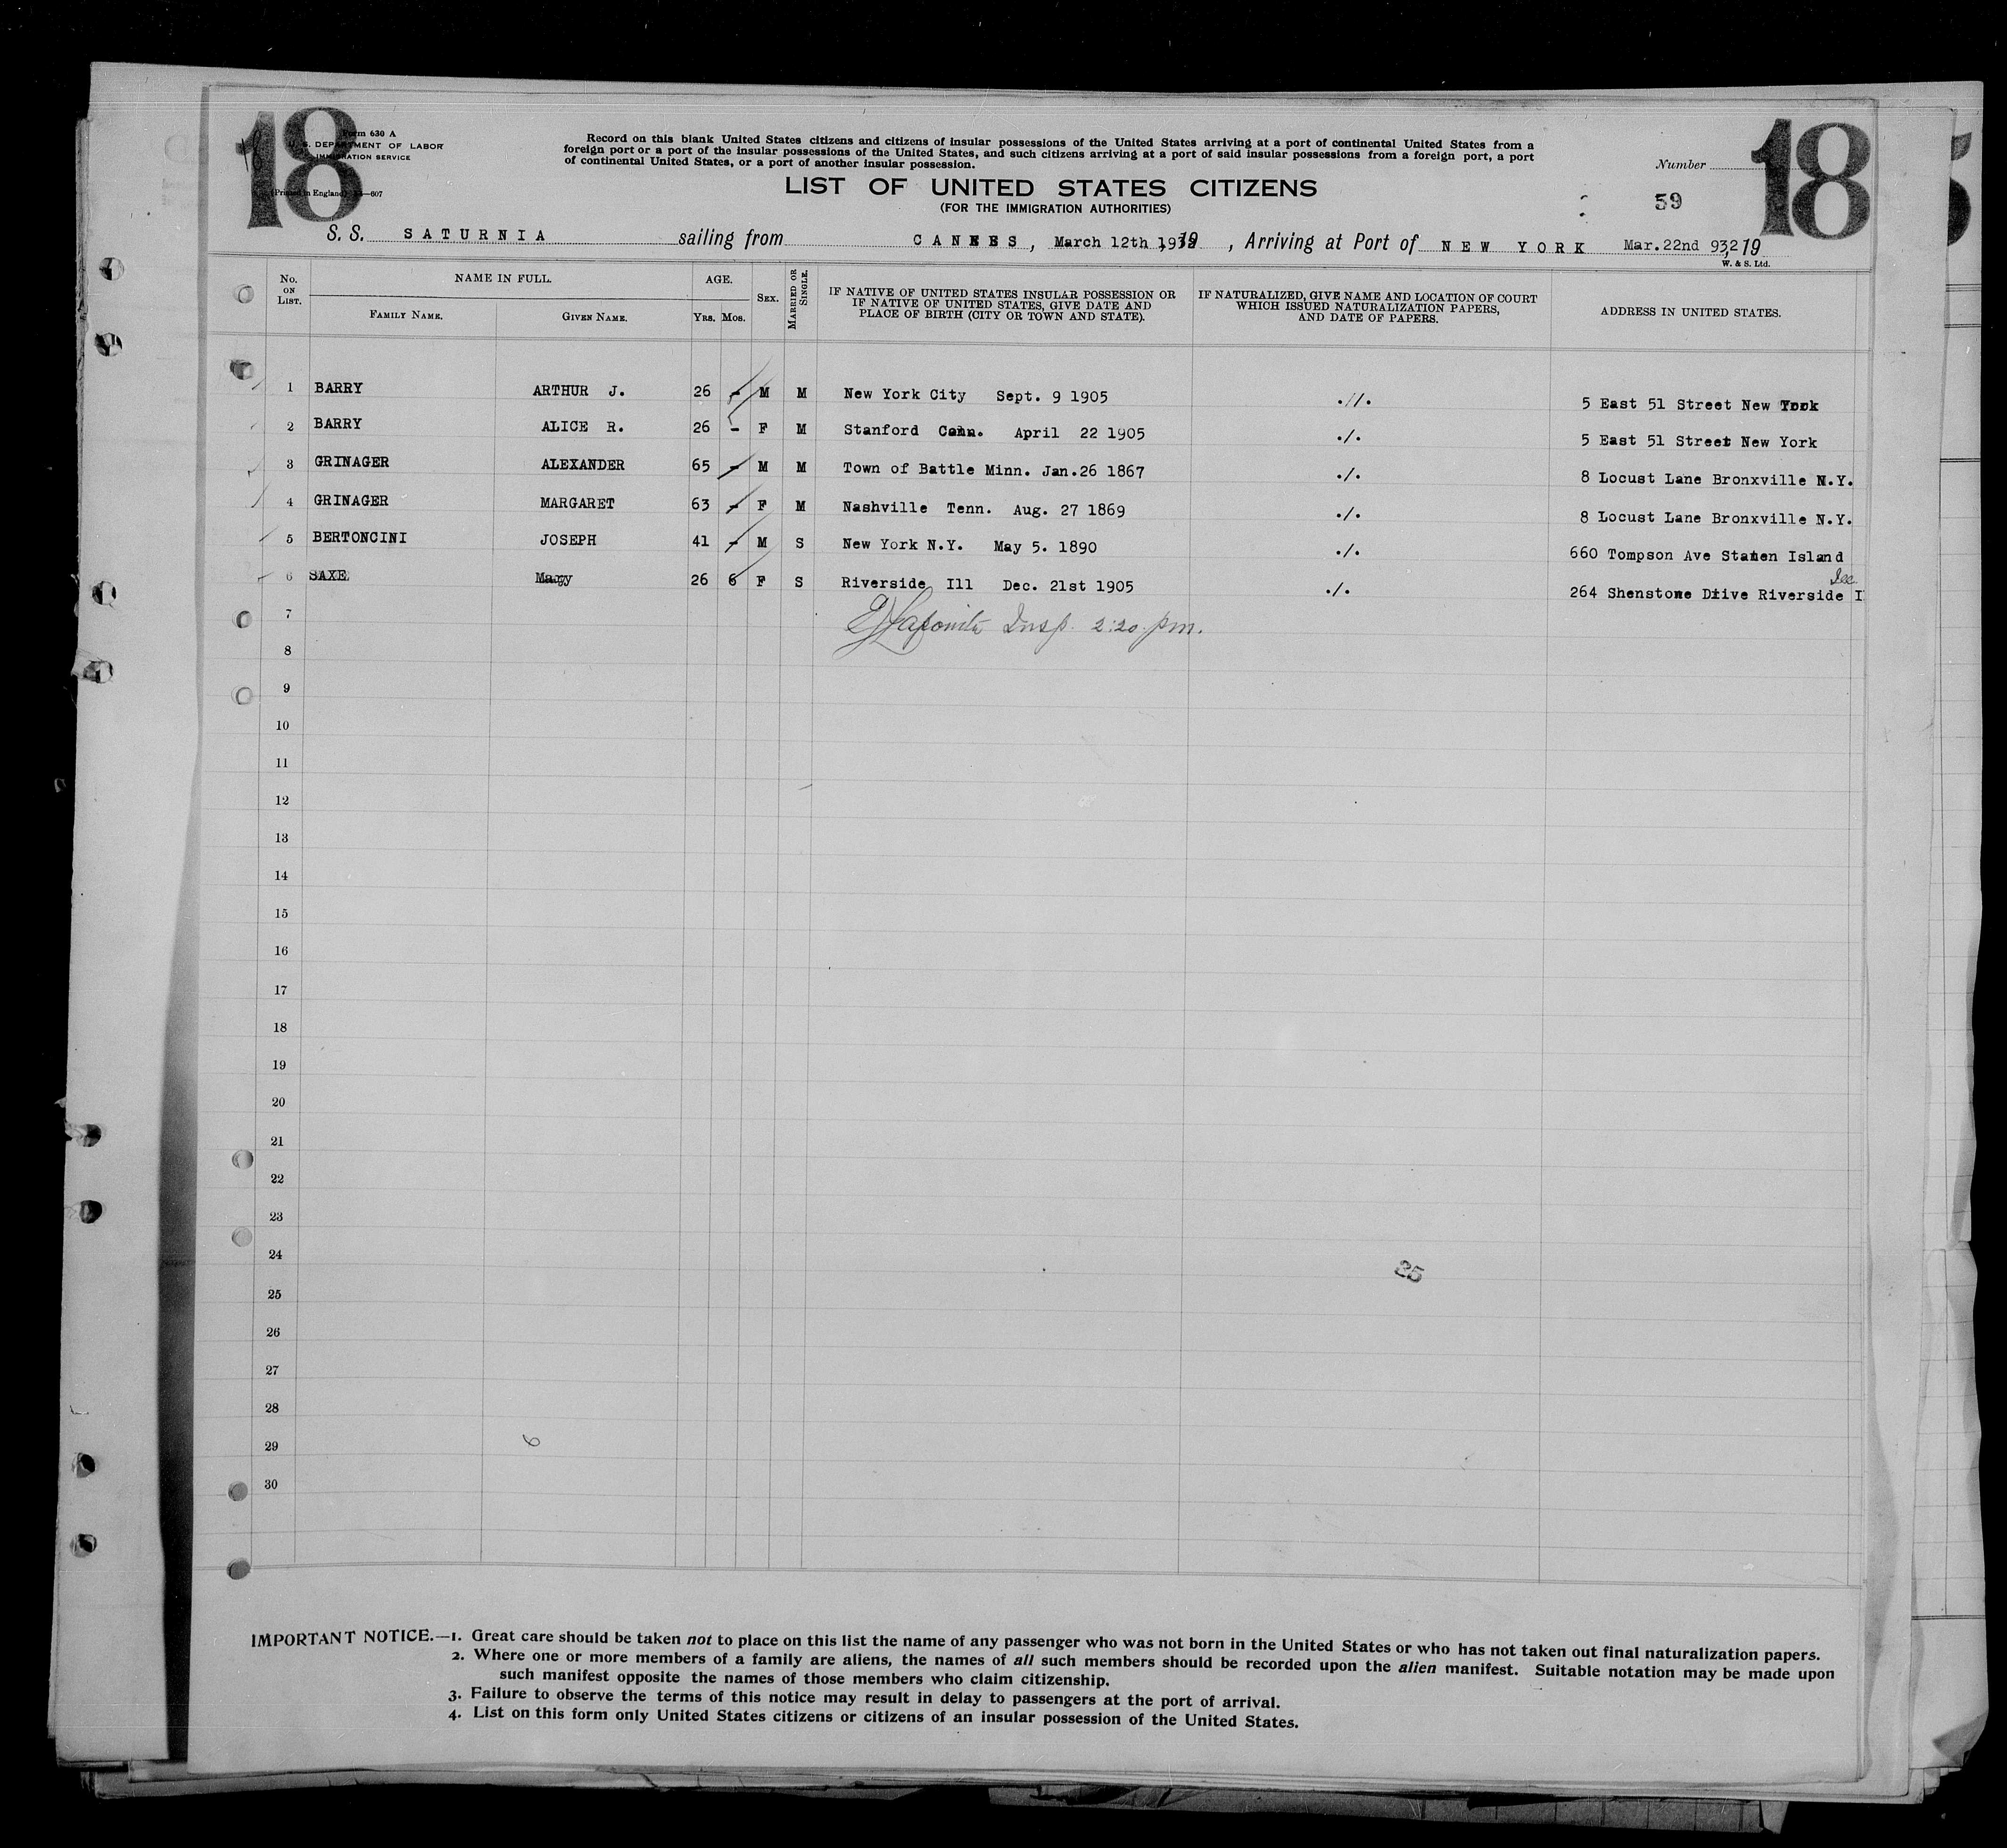 18
18
Form 630 A
U.S. DEPARTMENT OF LABOR
IMMIGRATION SERVICE
(Printed in England)
Record on this blank United States citizens and citizens of insular possessions of the United States arriving at a port of continental United States from a
foreign port or a port of the insular possessions of the United States, and such citizens arriving at a port of said insular possessions from a foreign port, a port
of continental United States, or a port of another insular possession.
Number
LIST OF UNITED STATES CITIZENS
(FOR THE IMMIGRATION AUTHORITIES)
59
S. S. SATURNIA sailing from CANNES, March 12th 1932, 19 , Arriving at Port of NEW YORK Mar. 22nd 932, 19
W. & S. Ltd.
No. ON LIST. NAME IN FULL. AGE. SEX. MARRIED OR SINGLE. IF NATIVE OF UNITED STATES INSULAR POSSESSION OR IF NATIVE OF UNITED STATES, GIVE DATE AND PLACE OF BIRTH (CITY OR TOWN AND STATE). IF NATURALIZED, GIVE NAME AND LOCATION OF COURT WHICH ISSUED NATURALIZATION PAPERS, AND DATE OF PAPERS. ADDRESS IN UNITED STATES.
FAMILY NAME. GIVEN NAME. YRS. MOS.
1 BARRY ARTHUR J. 26 - M M New York City Sept. 9 1905 .//. 5 East 51 Street New York
2 BARRY ALICE R. 26 - F M Stanford Conn. April 22 1905 ./. 5 East 51 Street New York
3 GRINAGER ALEXANDER 65 - M M Town of Battle Minn. Jan.26 1867 ./. 8 Locust Lane Bronxville N.Y.
4 GRINAGER MARGARET 63 - F M Nashville Tenn. Aug. 27 1869 ./. 8 Locust Lane Bronxville N.Y.
5 BERTONCINI JOSEPH 41 - M S New York N.Y. May 5. 1890 ./. 660 Tompson Ave Staten Island
6 SAXE Mary 26 6 F S Riverside Ill Dec. 21st 1905 ./. 264 Shenstone Drive Riverside I
7 Insp. 2:20 pm.
8
9
10
11
12
13
14
15
16
17
18
19
20
21
22
23
24
25
25
26
27
28
29 6
30
IMPORTANT NOTICE.—1. Great care should be taken not to place on this list the name of any passenger who was not born in the United States or who has not taken out final naturalization papers.
2. Where one or more members of a family are aliens, the names of all such members should be recorded upon the alien manifest. Suitable notation may be made upon
such manifest opposite the names of those members who claim citizenship.
3. Failure to observe the terms of this notice may result in delay to passengers at the port of arrival.
4. List on this form only United States citizens or citizens of an insular possession of the United States.